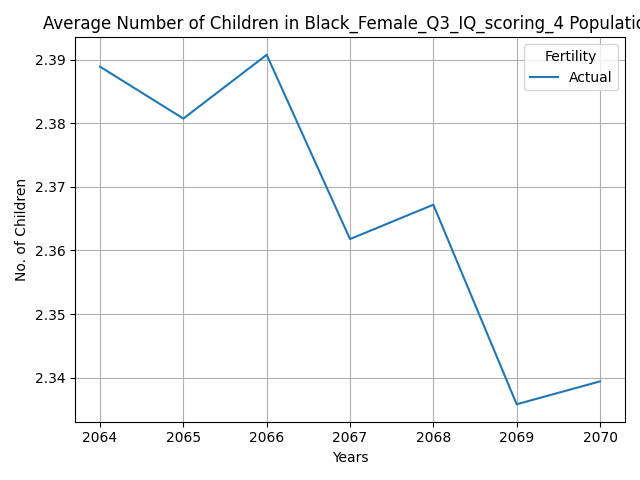 Average Number of Children in Black_Female_Q3_IQ_scoring_4 Populatio
Fertility
Actual
2.39
2.38
2.37
2.36
2.35
2.34
No. of Children
2064 2065 2066 2067 2068 2069 2070
Years